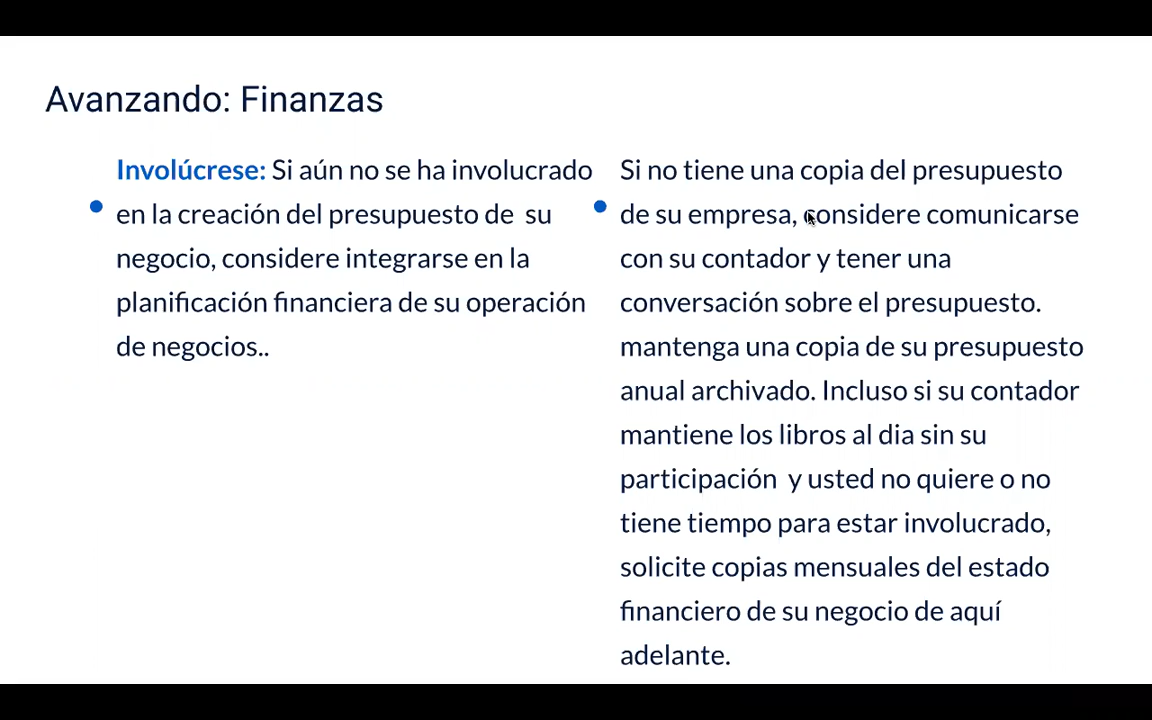 Avanzando: Finanzas
Involúcrese: Si aún no se ha involucrado
en la creación del presupuesto de  su
negocio, considere integrarse en la
planificación financiera de su operación
de negocios..
Si no tiene una copia del presupuesto
de su empresa, considere comunicarse
con su contador y tener una
conversación sobre el presupuesto.
mantenga una copia de su presupuesto
anual archivado. Incluso si su contador
mantiene los libros al dia sin su
participación  y usted no quiere o no
tiene tiempo para estar involucrado,
solicite copias mensuales del estado
financiero de su negocio de aquí
adelante.